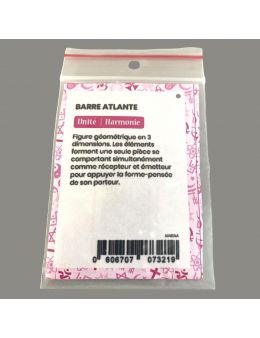 BARRE ATLANTE
Unité | Harmonie
Figure géométrique en 3
dimensions. Les éléments
forment une seule pièce se
comportant simultanément
comme récepteur et émetteur
pour appuyer la forme-pensée
de son porteur.
0 606707 073219